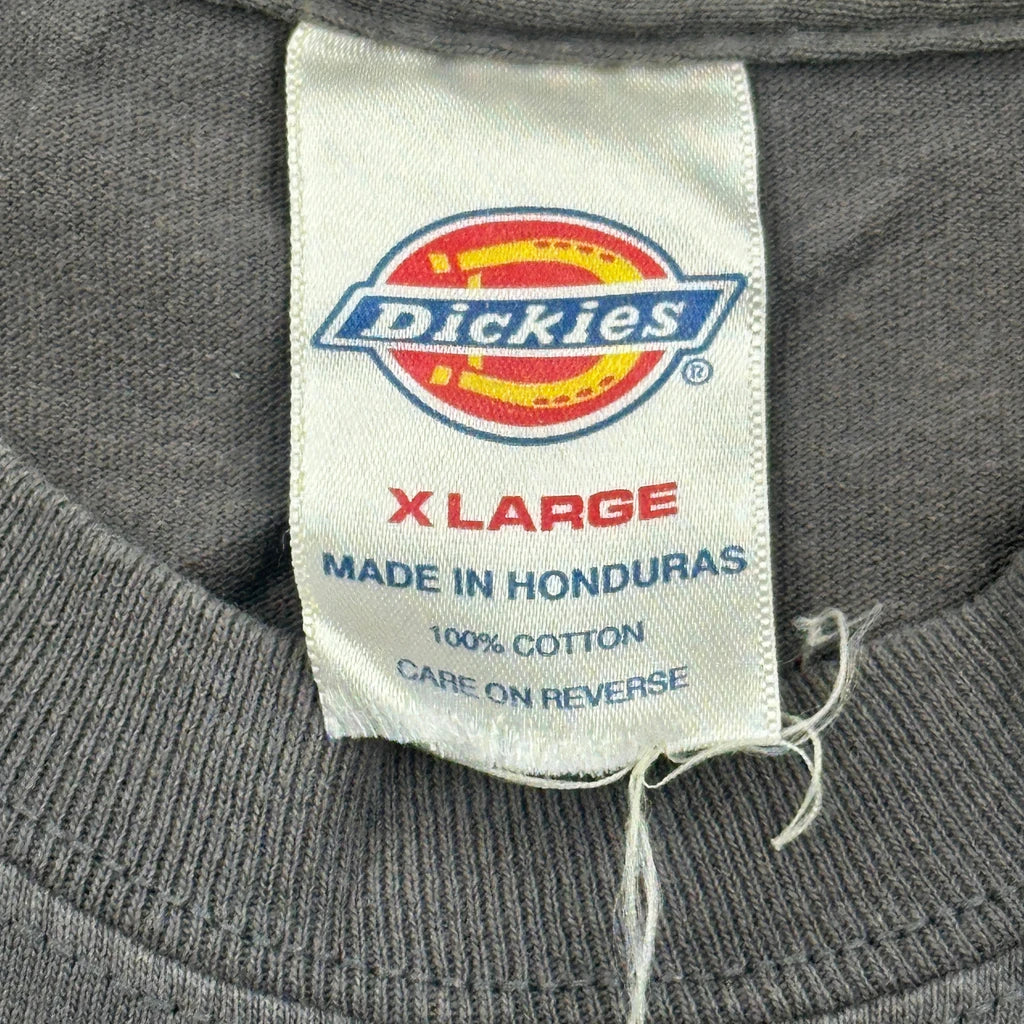 Dickies®
X LARGE
MADE IN HONDURAS
100% COTTON
CARE ON REVERSE